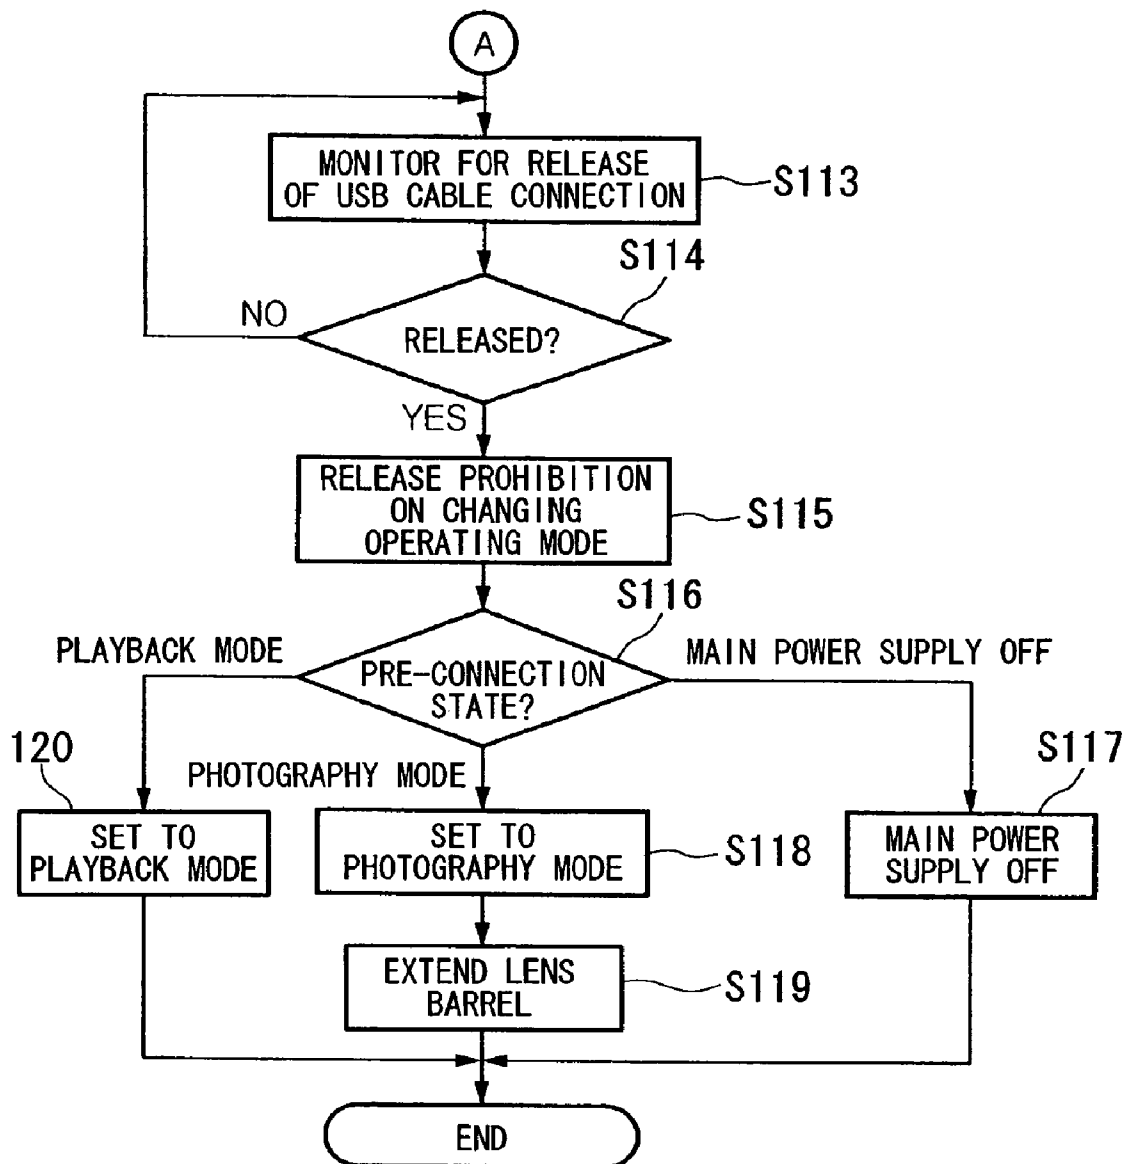 A
MONITOR FOR RELEASE
OF USB CABLE CONNECTION
S113
S114
NO
RELEASED?
YES
RELEASE PROHIBITION
ON CHANGING
OPERATING MODE
S115
S116
PLAYBACK MODE
MAIN POWER SUPPLY OFF
PRE-CONNECTION
STATE?
120
PHOTOGRAPHY MODE
S117
SET TO
PLAYBACK MODE
SET TO
PHOTOGRAPHY MODE
S118
MAIN POWER
SUPPLY OFF
EXTEND LENS
BARREL
S119
END